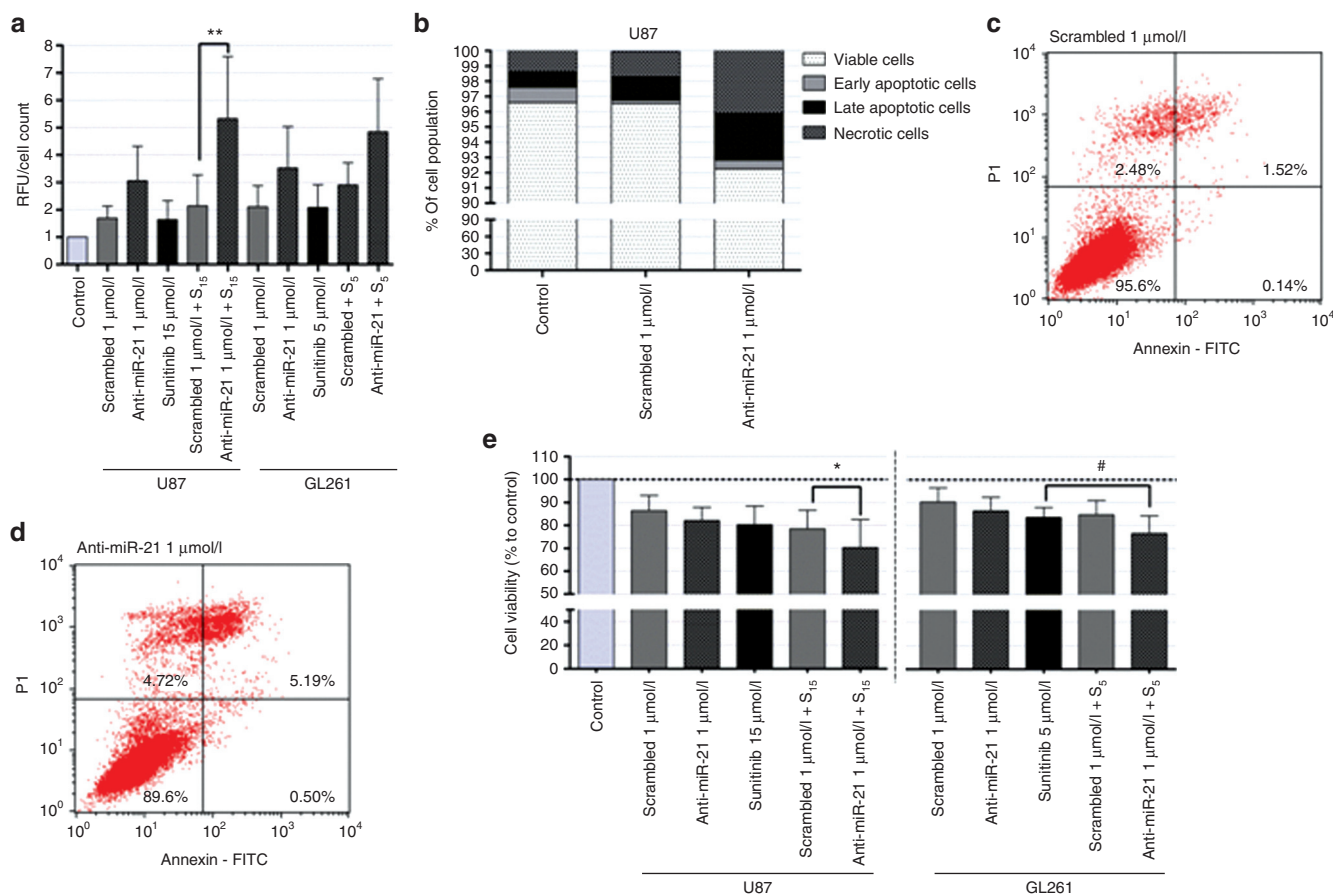 a
8
7
6
5
4
3
2
1
0
RFU/cell count
**
Control
Scrambled 1 μmol/l
Anti-miR-21 1 μmol/l
Sunitinib 15 μmol/l
Scrambled 1 μmol/l + S15
Anti-miR-21 1 μmol/l + S15
Scrambled 1 μmol/l
Anti-miR-21 1 μmol/l
Sunitinib 5 μmol/l
Scrambled + S5
Anti-miR-21 + S5
U87
GL261
b
U87
100
99
98
97
96
95
94
93
92
91
90
90
60
30
0
% Of cell population
Control
Scrambled 1 μmol/l
Anti-miR-21 1 μmol/l
Viable cells
Early apoptotic cells
Late apoptotic cells
Necrotic cells
c
Scrambled 1 μmol/l
10^4
10^3
10^2
10^1
10^0
P1
2.48%
1.52%
95.6%
0.14%
10^0 10^1 10^2 10^3 10^4
Annexin - FITC
d
Anti-miR-21 1 μmol/l
10^4
10^3
10^2
10^1
10^0
P1
4.72%
5.19%
89.6%
0.50%
10^0 10^1 10^2 10^3 10^4
Annexin - FITC
e
110
100
90
80
70
60
50
40
20
0
Cell viability (% to control)
*
#
Control
Scrambled 1 μmol/l
Anti-miR-21 1 μmol/l
Sunitinib 15 μmol/l
Scrambled 1 μmol/l + S15
Anti-miR-21 1 μmol/l + S15
Scrambled 1 μmol/l
Anti-miR-21 1 μmol/l
Sunitinib 5 μmol/l
Scrambled 1 μmol/l + S5
Anti-miR-21 1 μmol/l + S5
U87
GL261